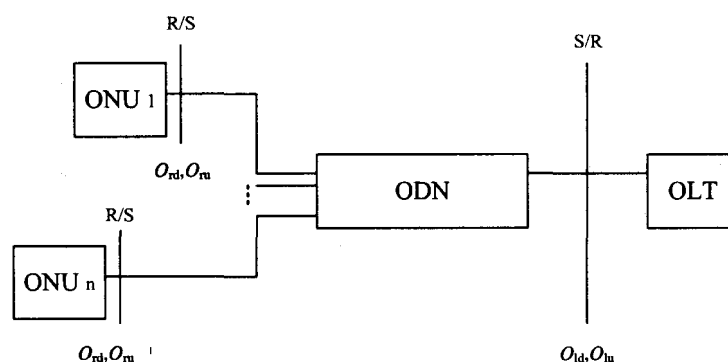 R/S
S/R
ONU 1
O_rd,O_ru
ODN
OLT
R/S
ONU n
O_rd,O_ru
O_ld,O_lu